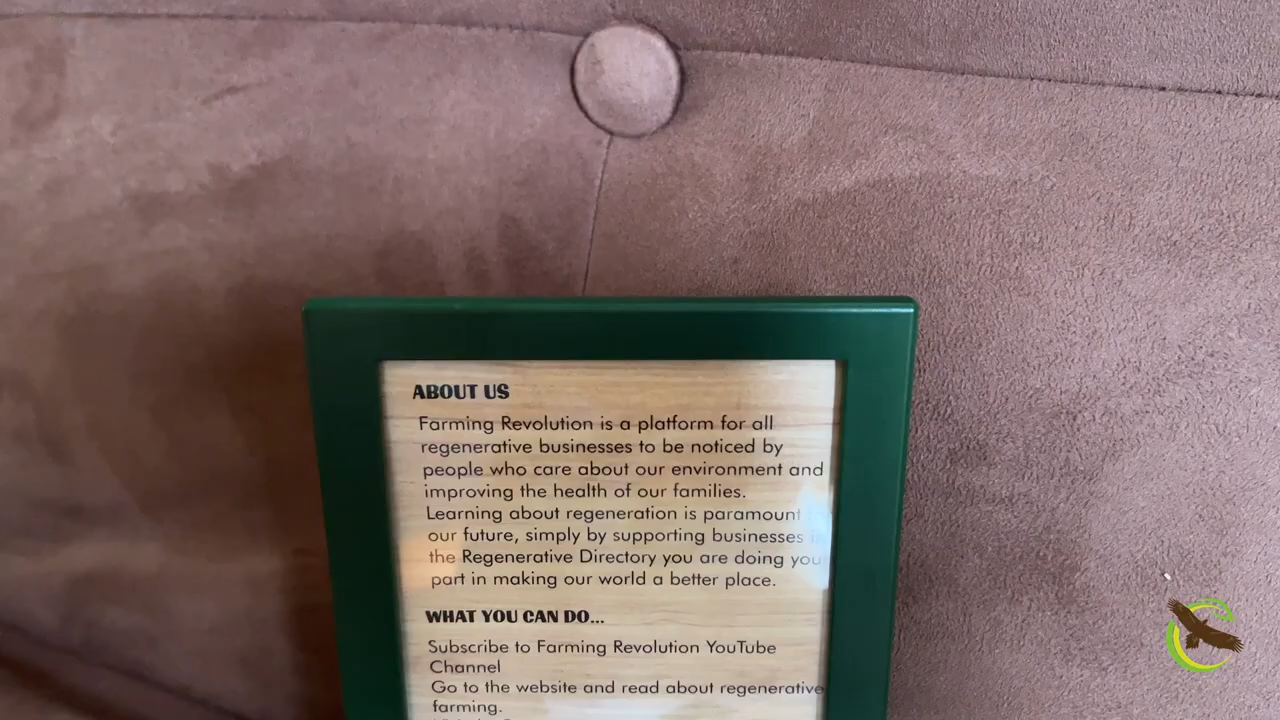 ABOUT US
Farming Revolution is a platform for all
regenerative businesses to be noticed by
people who care about our environment and
improving the health of our families.
Learning about regeneration is paramount
our future, simply by supporting businesses
the Regenerative Directory you are doing you
part in making our world a better place.
WHAT YOU CAN DO...
Subscribe to Farming Revolution YouTube
Channel
Go to the website and read about regenerative
farming.